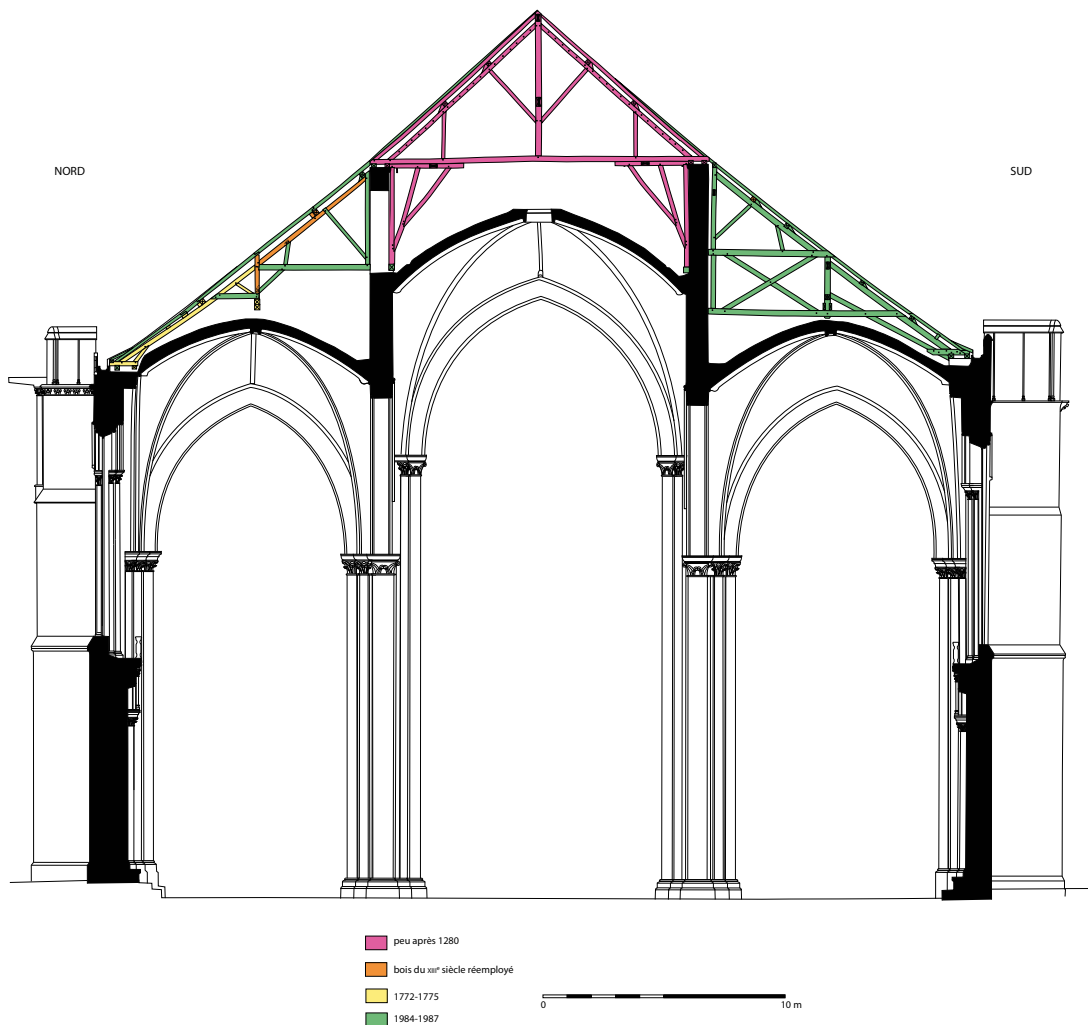 NORD
SUD
peu après 1280
bois du XIIIe siècle réemployé
1772-1775
1984-1987
0
10 m